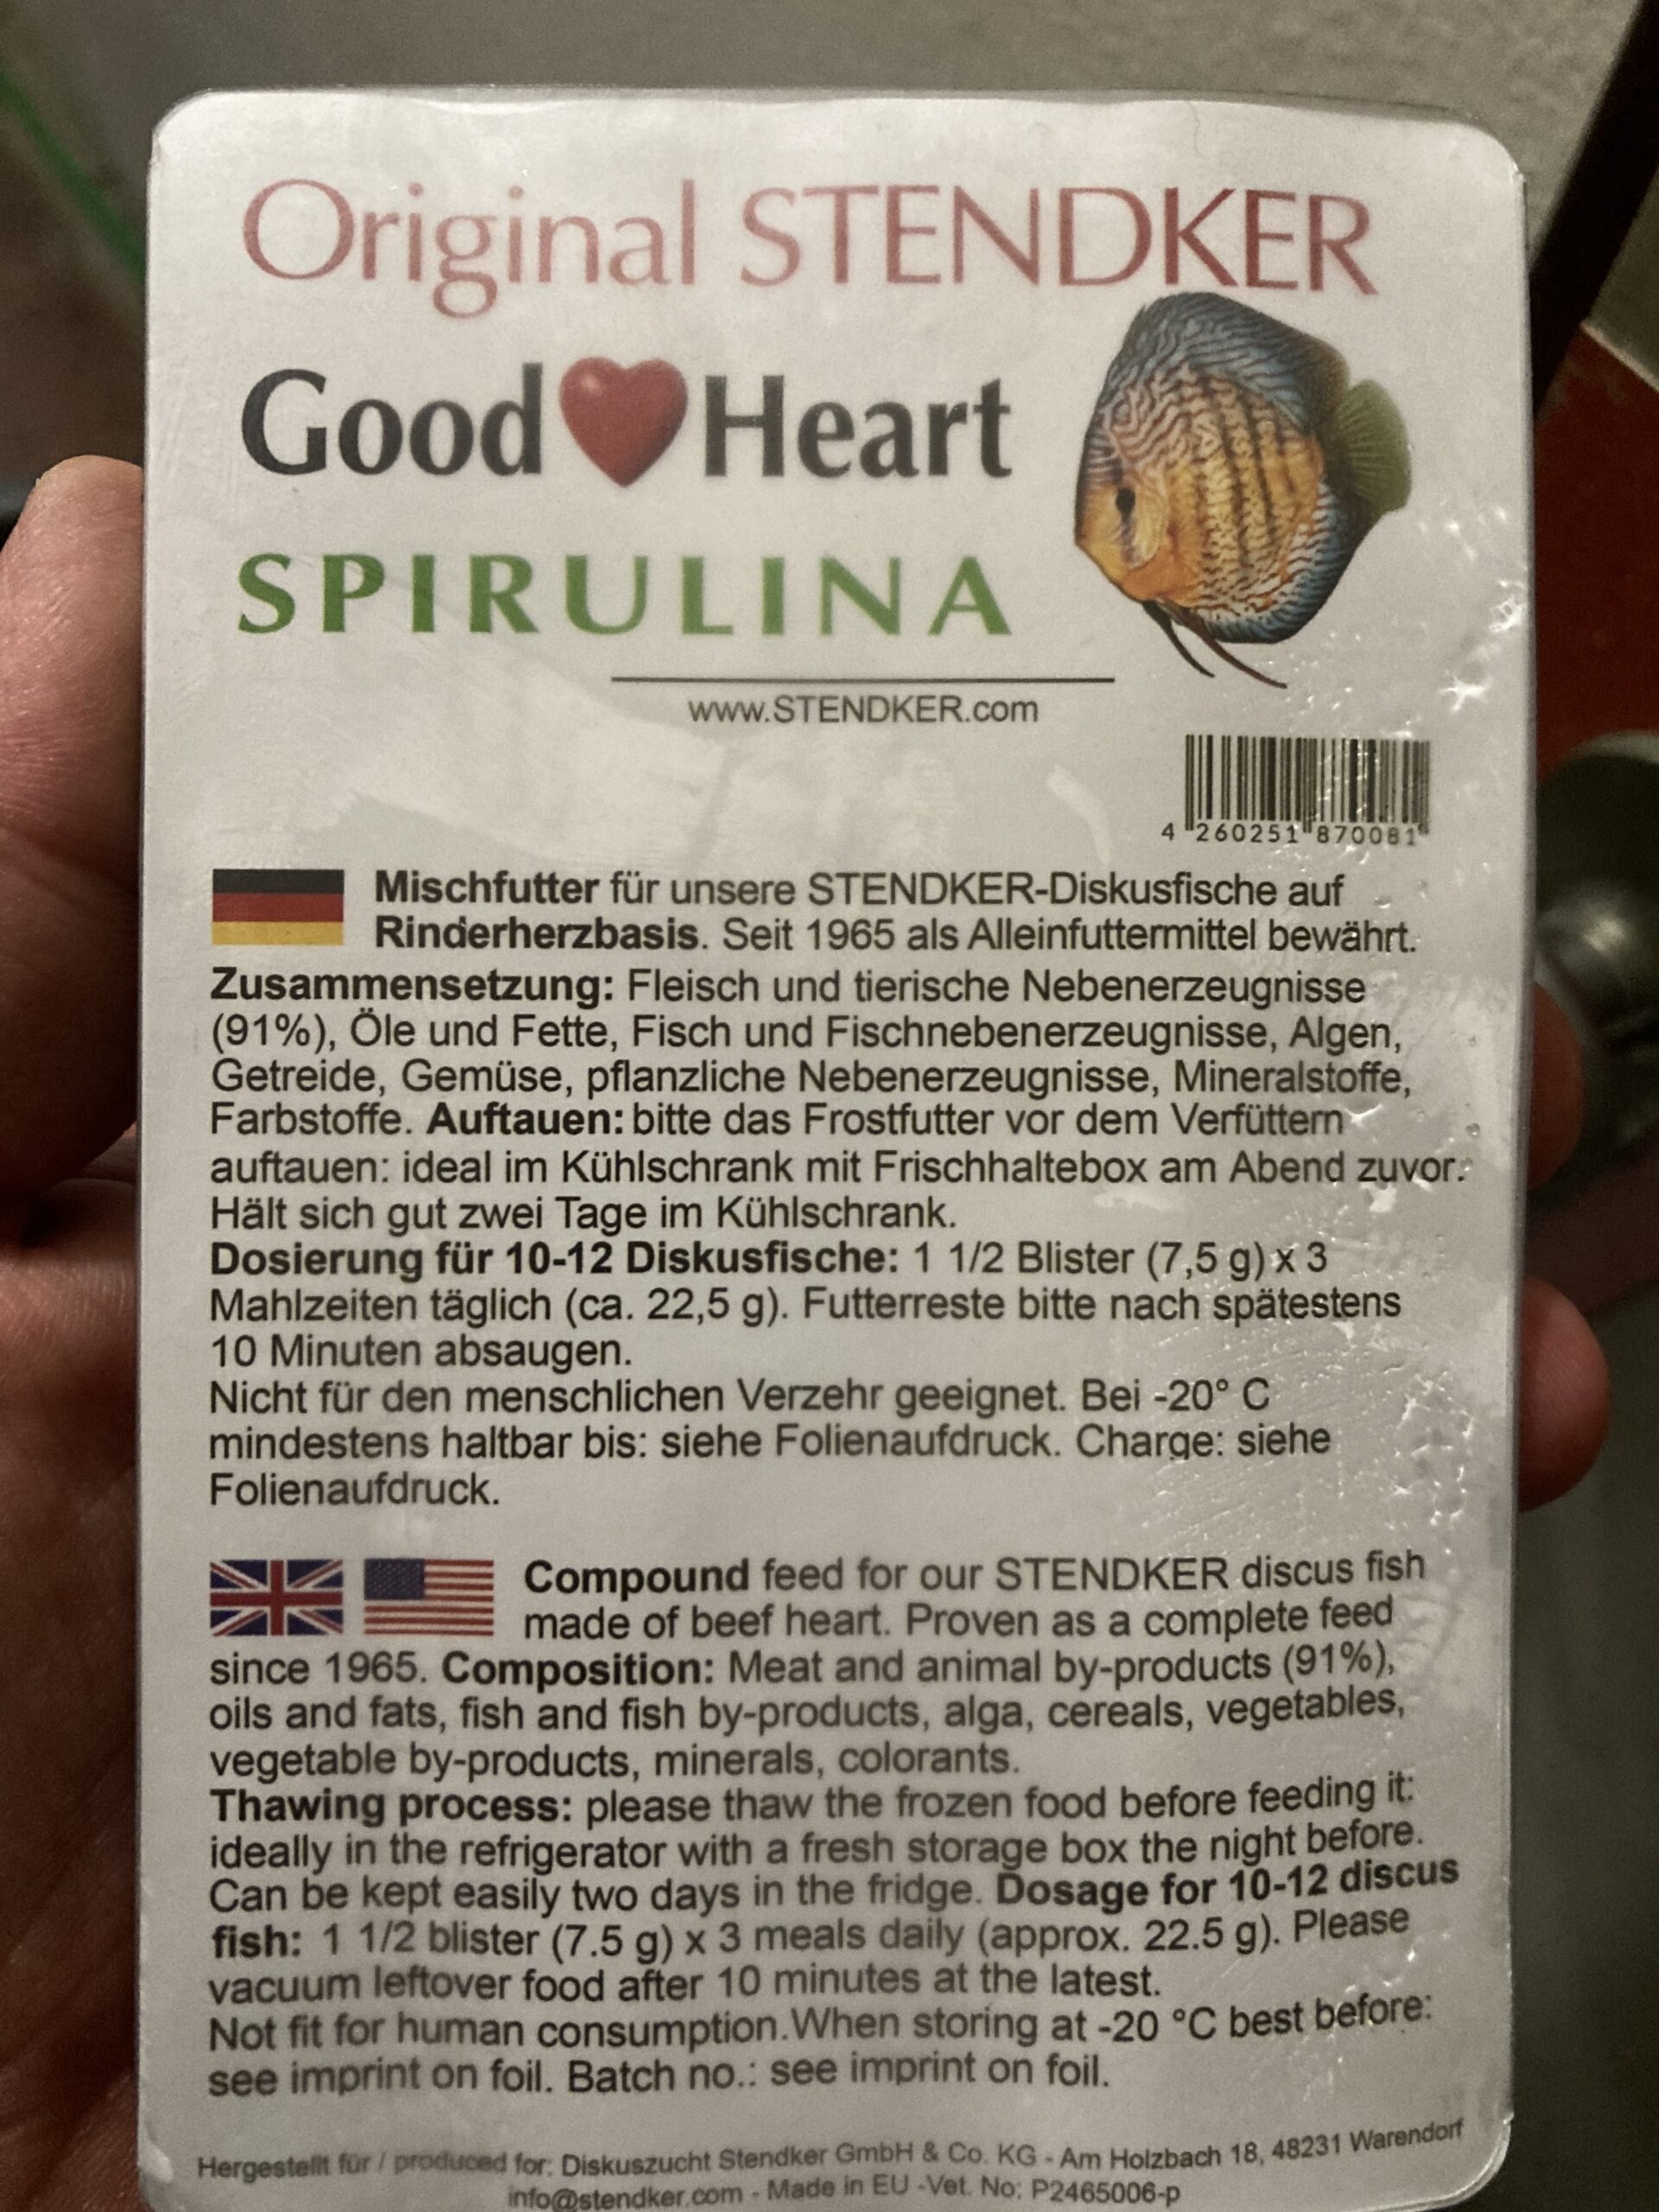 Original STENDKER
Good Heart
SPIRULINA
www.STENDKER.com
4 260251 870081
Mischfutter für unsere STENDKER-Diskusfische auf
Rinderherzbasis. Seit 1965 als Alleinfuttermittel bewährt.
Zusammensetzung: Fleisch und tierische Nebenerzeugnisse
(91%), Öle und Fette, Fisch und Fischnebenerzeugnisse, Algen,
Getreide, Gemüse, pflanzliche Nebenerzeugnisse, Mineralstoffe,
Farbstoffe. Auftauen: bitte das Frostfutter vor dem Verfüttern
auftauen: ideal im Kühlschrank mit Frischhaltebox am Abend zuvor.
Hält sich gut zwei Tage im Kühlschrank.
Dosierung für 10-12 Diskusfische: 1 1/2 Blister (7,5 g) x 3
Mahlzeiten täglich (ca. 22,5 g). Futterreste bitte nach spätestens
10 Minuten absaugen.
Nicht für den menschlichen Verzehr geeignet. Bei -20° C
mindestens haltbar bis: siehe Folienaufdruck. Charge: siehe
Folienaufdruck.
Compound feed for our STENDKER discus fish
made of beef heart. Proven as a complete feed
since 1965. Composition: Meat and animal by-products (91%),
oils and fats, fish and fish by-products, alga, cereals, vegetables,
vegetable by-products, minerals, colorants.
Thawing process: please thaw the frozen food before feeding it:
ideally in the refrigerator with a fresh storage box the night before.
Can be kept easily two days in the fridge. Dosage for 10-12 discus
fish: 1 1/2 blister (7.5 g) x 3 meals daily (approx. 22.5 g). Please
vacuum leftover food after 10 minutes at the latest.
Not fit for human consumption.When storing at -20 °C best before:
see imprint on foil. Batch no.: see imprint on foil.
Hergestellt für / produced for: Diskuszucht Stendker GmbH & Co. KG - Am Holzbach 18, 48231 Warendorf
info@stendker.com - Made in EU -Vet. No: P2465006-p